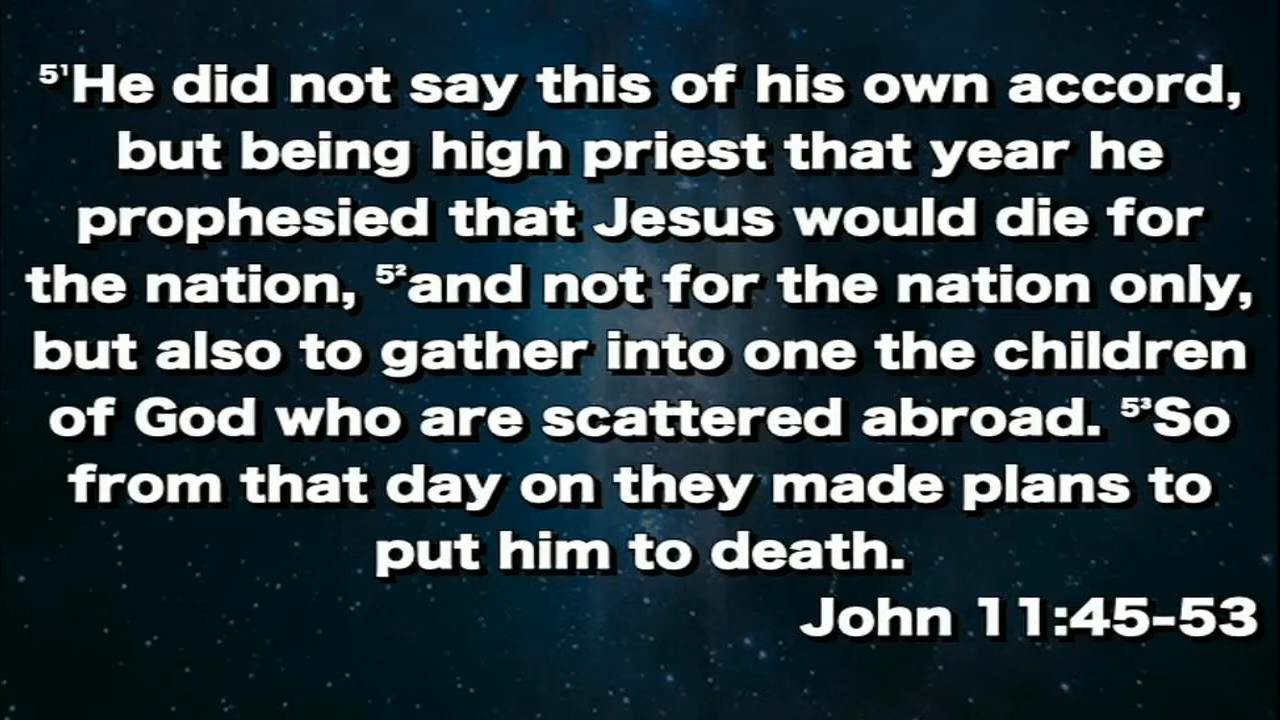 ⁵¹He did not say this of his own accord,
but being high priest that year he
prophesied that Jesus would die for
the nation, ⁵²and not for the nation only,
but also to gather into one the children
of God who are scattered abroad. ⁵³So
from that day on they made plans to
put him to death.
John 11:45-53